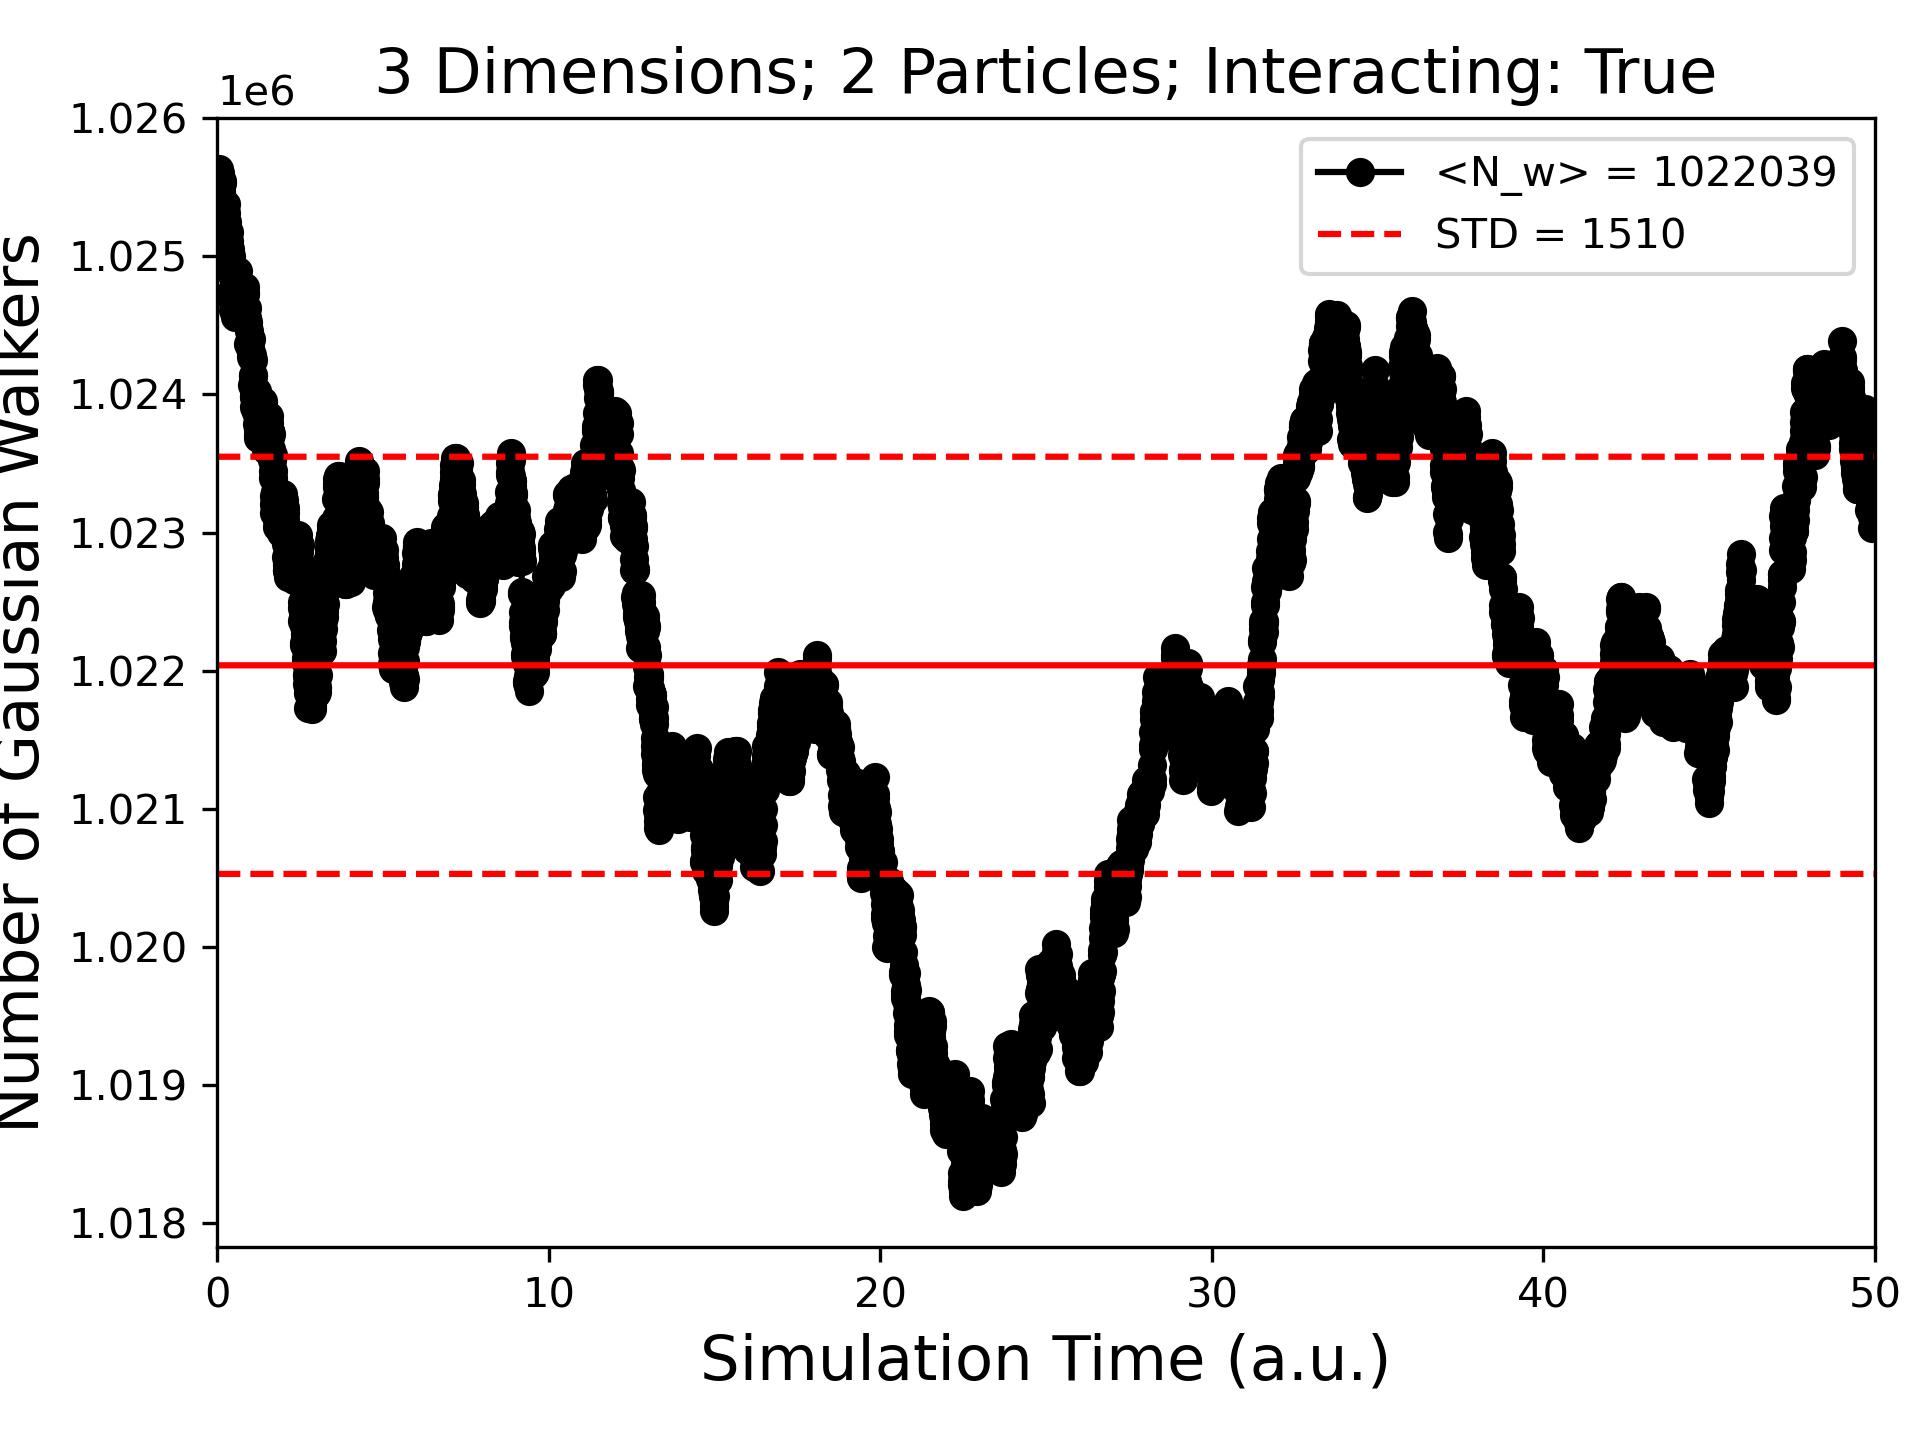 3 Dimensions; 2 Particles; Interacting: True
1e6
1.026
1.025
1.024
1.023
1.022
1.021
1.020
1.019
1.018
Number of Gaussian Walkers
<N_w> = 1022039
STD = 1510
0 10 20 30 40 50
Simulation Time (a.u.)